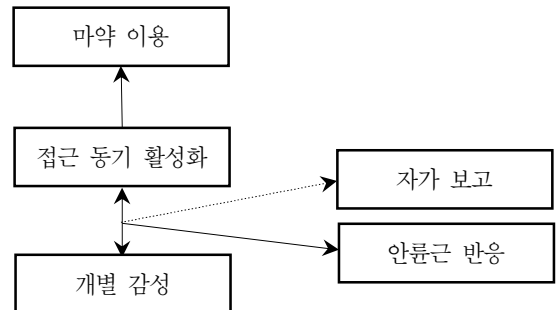 마약 이용
접근 동기 활성화
자가 보고
안륜근 반응
개별 감성